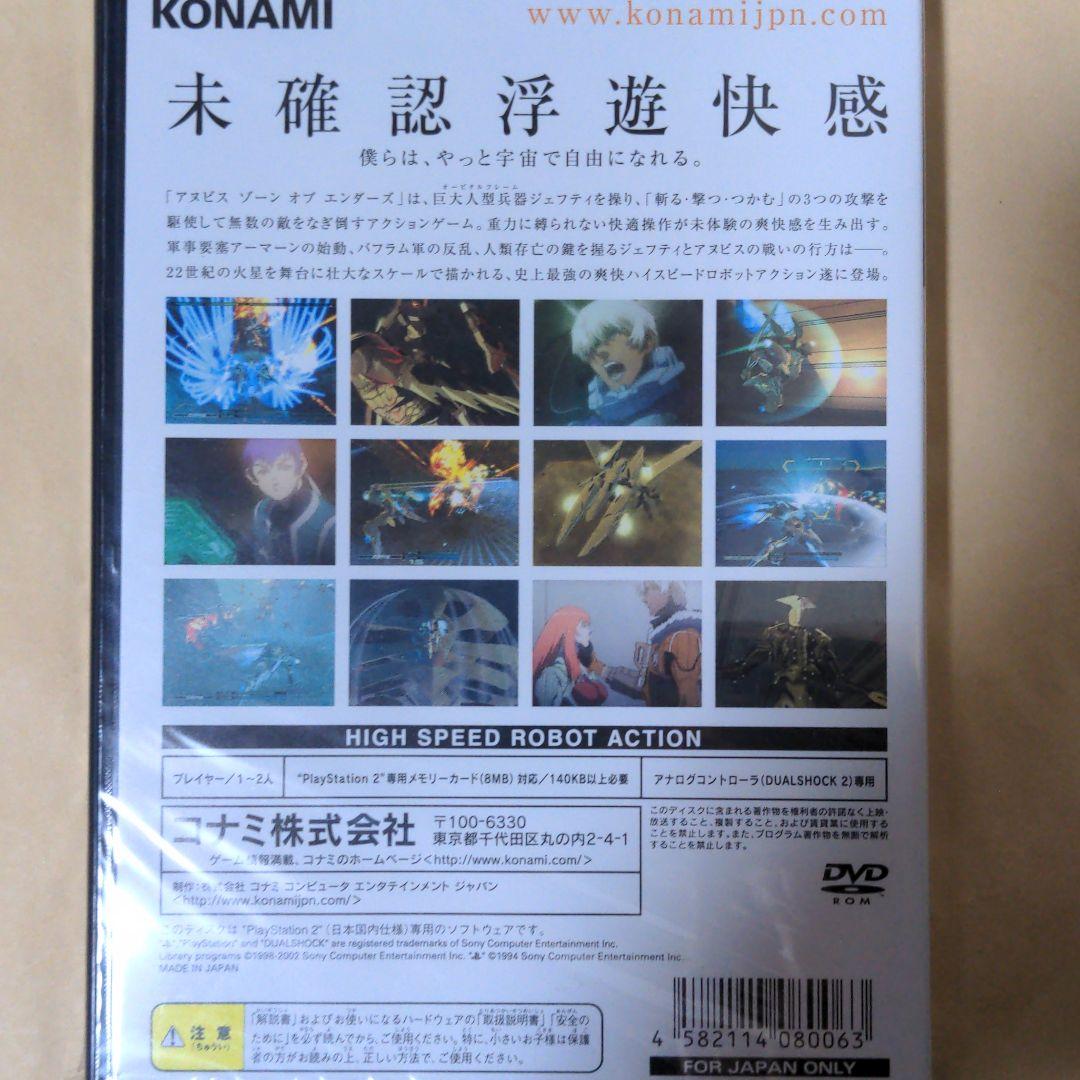 KONAMI
www.konamijpn.com
未確認浮遊快感
僕らは、やっと宇宙で自由になれる。
オービタルフレーム
「アヌビス ゾーン オブ エンダーズ」は、巨大人型兵器ジェフティを操り、「斬る・撃つ・つかむ」の3つの攻撃を
駆使して無数の敵をなぎ倒すアクションゲーム。重力に縛られない快適操作が未体験の爽快感を生み出す。
軍事要塞アーマーンの始動、バフラム軍の反乱、人類存亡の鍵を握るジェフティとアヌビスの戦いの行方は——。
22世紀の火星を舞台に壮大なスケールで描かれる、史上最強の爽快ハイスピードロボットアクション遂に登場。
HIGH SPEED ROBOT ACTION
プレイヤー/1〜2人
"PlayStation 2"専用メモリーカード(8MB) 対応/140KB以上必要
アナログコントローラ(DUALSHOCK 2)専用
コナミ株式会社
〒100-6330
東京都千代田区丸の内2-4-1
ゲーム情報満載、コナミのホームページ<http://www.konami.com/>
制作：株式会社 コナミ コンピュータ エンタテインメント ジャパン
<http://www.konamijpn.com/>
このディスクに含まれる著作物を権利者の許諾なく上映・
放送すること、複製すること、および賃貸業に使用する
ことを禁止します。また、プログラム著作物を無断で解析
することを禁止します。
DVD
ROM
このディスクは "PlayStation 2"（日本国内仕様）専用のソフトウェアです。
"PlayStation" and "DUALSHOCK" are registered trademarks of Sony Computer Entertainment Inc.
Library programs ©1998-2002 Sony Computer Entertainment Inc. ©1994 Sony Computer Entertainment Inc.
MADE IN JAPAN
注意
(ちゅうい)
「解説書」およびお使いになるハードウェアの「取扱説明書」「安全の
ために」を必ず読んでから、ご使用ください。特に、小さいお子様は保護
者の方がお読みの上、正しい方法で、ご使用ください。
4 582114 080063
FOR JAPAN ONLY